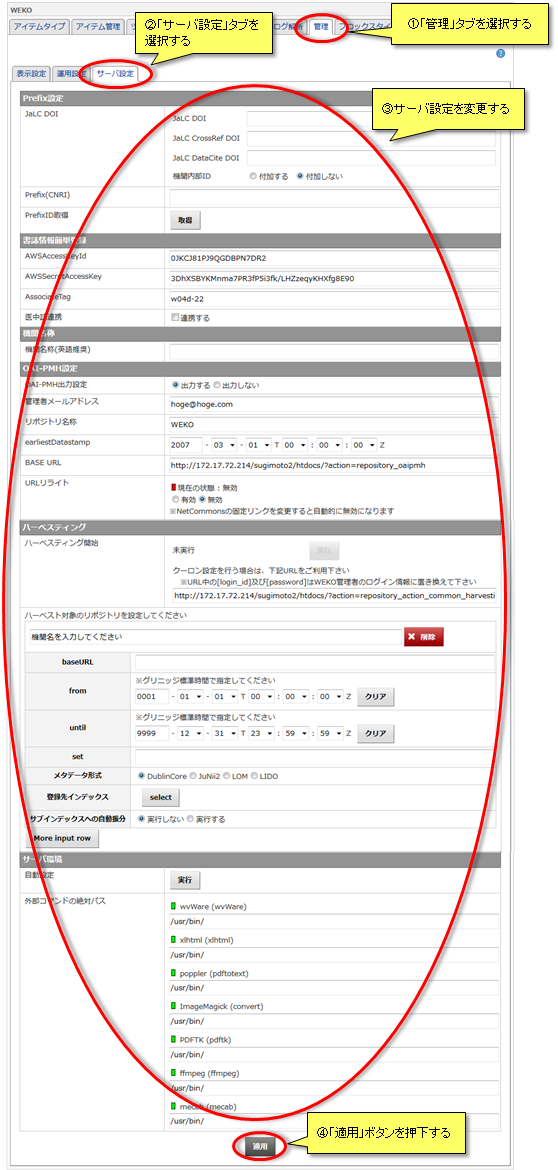 WEKO
アイテムタイプ アイテム管理 ログ解析 管理 ブロックスタイ
①「管理」タブを選択する
②「サーバ設定」タブを
選択する
表示設定 運用設定 サーバ設定
③サーバ設定を変更する
Prefix設定
JaLC DOI
JaLC DOI
JaLC CrossRef DOI
JaLC DataCite DOI
機関内部ID 付加する 付加しない
Prefix(CNRI)
PrefixID取得 取得
書誌情報簡単登録
AWSAccessKeyId 0JKCJ81PJ9QGDBPN7DR2
AWSSecretAccessKey 3DhXSBYKMnma7PR3fP5i3fk/LHZzeqyKHXfg8E90
AssociateTag w04d-22
医中誌連携 連携する
機関名称
機関名称(英語推奨)
OAI-PMH設定
OAI-PMH出力設定 出力する 出力しない
管理者メールアドレス hoge@hoge.com
リポジトリ名称 WEKO
earliestDatastamp 2007 - 03 - 01 T 00 : 00 : 00 Z
BASE URL http://172.17.72.214/sugimoto2/htdocs/?action=repository_oaipmh
URLリライト 現在の状態 : 無効
有効 無効
※NetCommonsの固定リンクを変更すると自動的に無効になります
ハーベスティング
ハーベスティング開始 未実行 実行
クーロン設定を行う場合は、下記URLをご利用下さい
※URL中の[login_id]及び[password]はWEKO管理者のログイン情報に置き換えて下さい
http://172.17.72.214/sugimoto2/htdocs/?action=repository_action_common_harvesti
ハーベスト対象のリポジトリを設定してください
機関名を入力してください 削除
baseURL
※グリニッジ標準時間で指定してください
from 0001 - 01 - 01 T 00 : 00 : 00 Z クリア
※グリニッジ標準時間で指定してください
until 9999 - 12 - 31 T 23 : 59 : 59 Z クリア
set
メタデータ形式 DublinCore JuNii2 LOM LIDO
登録先インデックス select
サブインデックスへの自動振分 実行しない 実行する
More input row
サーバ環境
自動設定 実行
外部コマンドの絶対パス wvWare (wvWare)
/usr/bin/
xlhtml (xlhtml)
/usr/bin/
poppler (pdftotext)
/usr/bin/
ImageMagick (convert)
/usr/bin/
PDFTK (pdftk)
/usr/bin/
ffmpeg (ffmpeg)
/usr/bin/
mecab (mecab)
/usr/bin/
④「適用」ボタンを押下する
適用